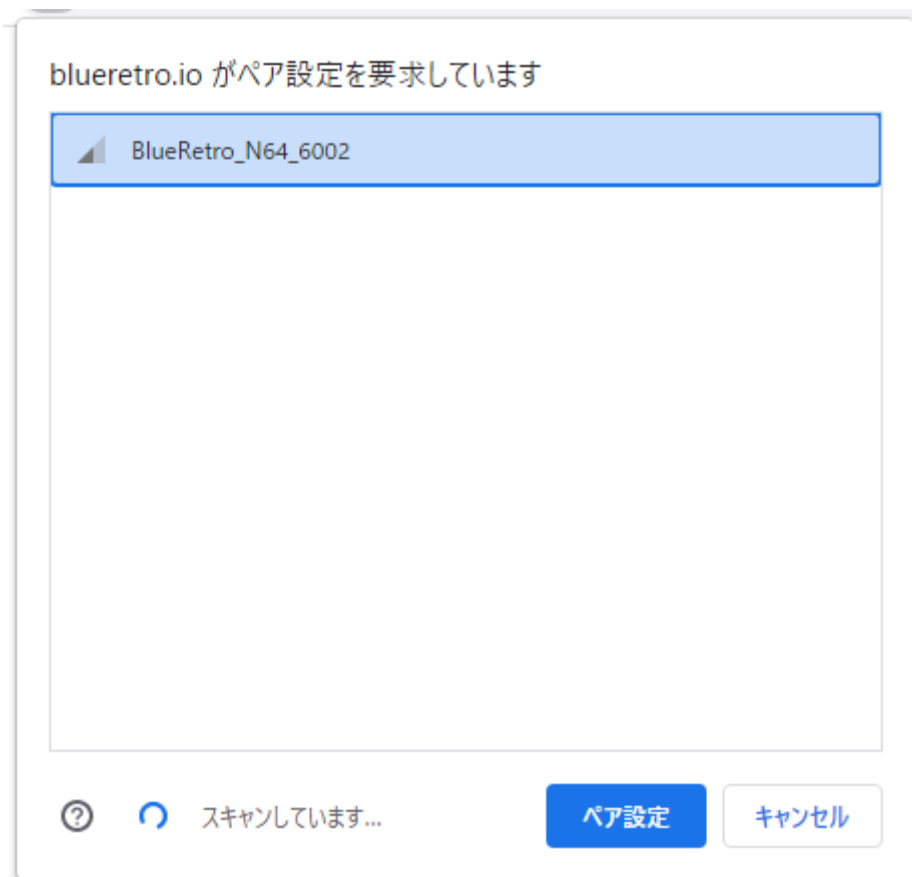 blueretro.io がペア設定を要求しています
BlueRetro_N64_6002
スキャンしています...
ペア設定
キャンセル